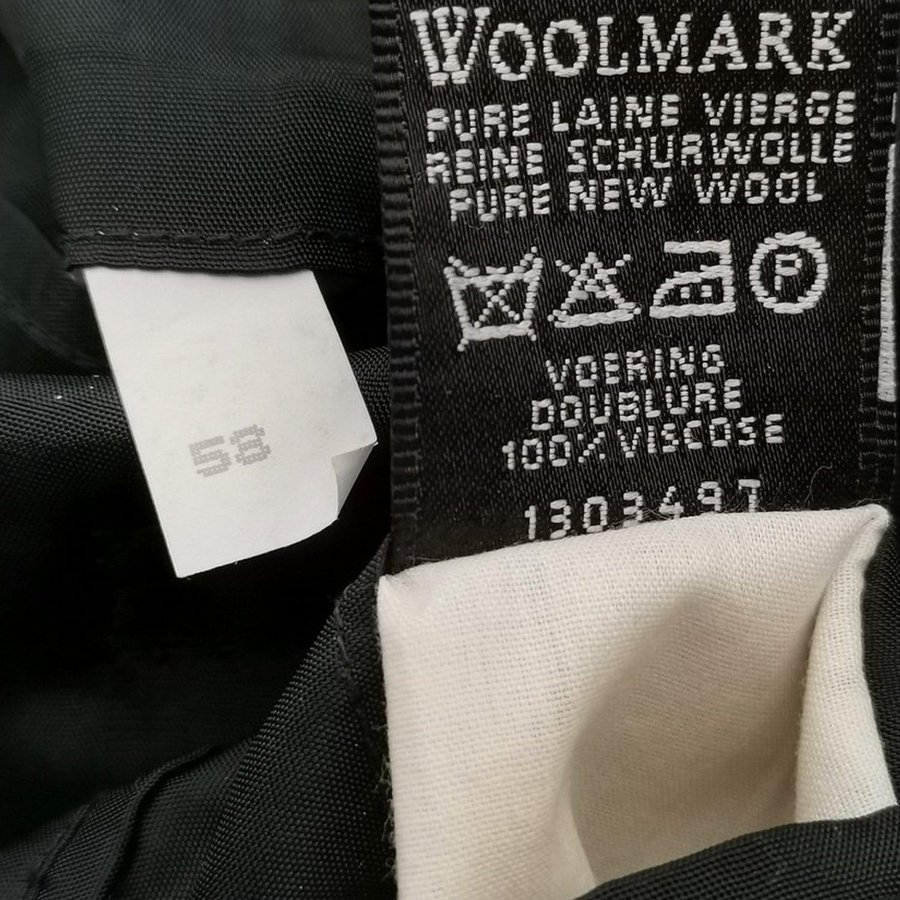 58
WOOLMARK
PURE LAINE VIERGE
REINE SCHURWOLLE
PURE NEW WOOL
P
VOERING
DOUBLURE
100% VISCOSE
1303497